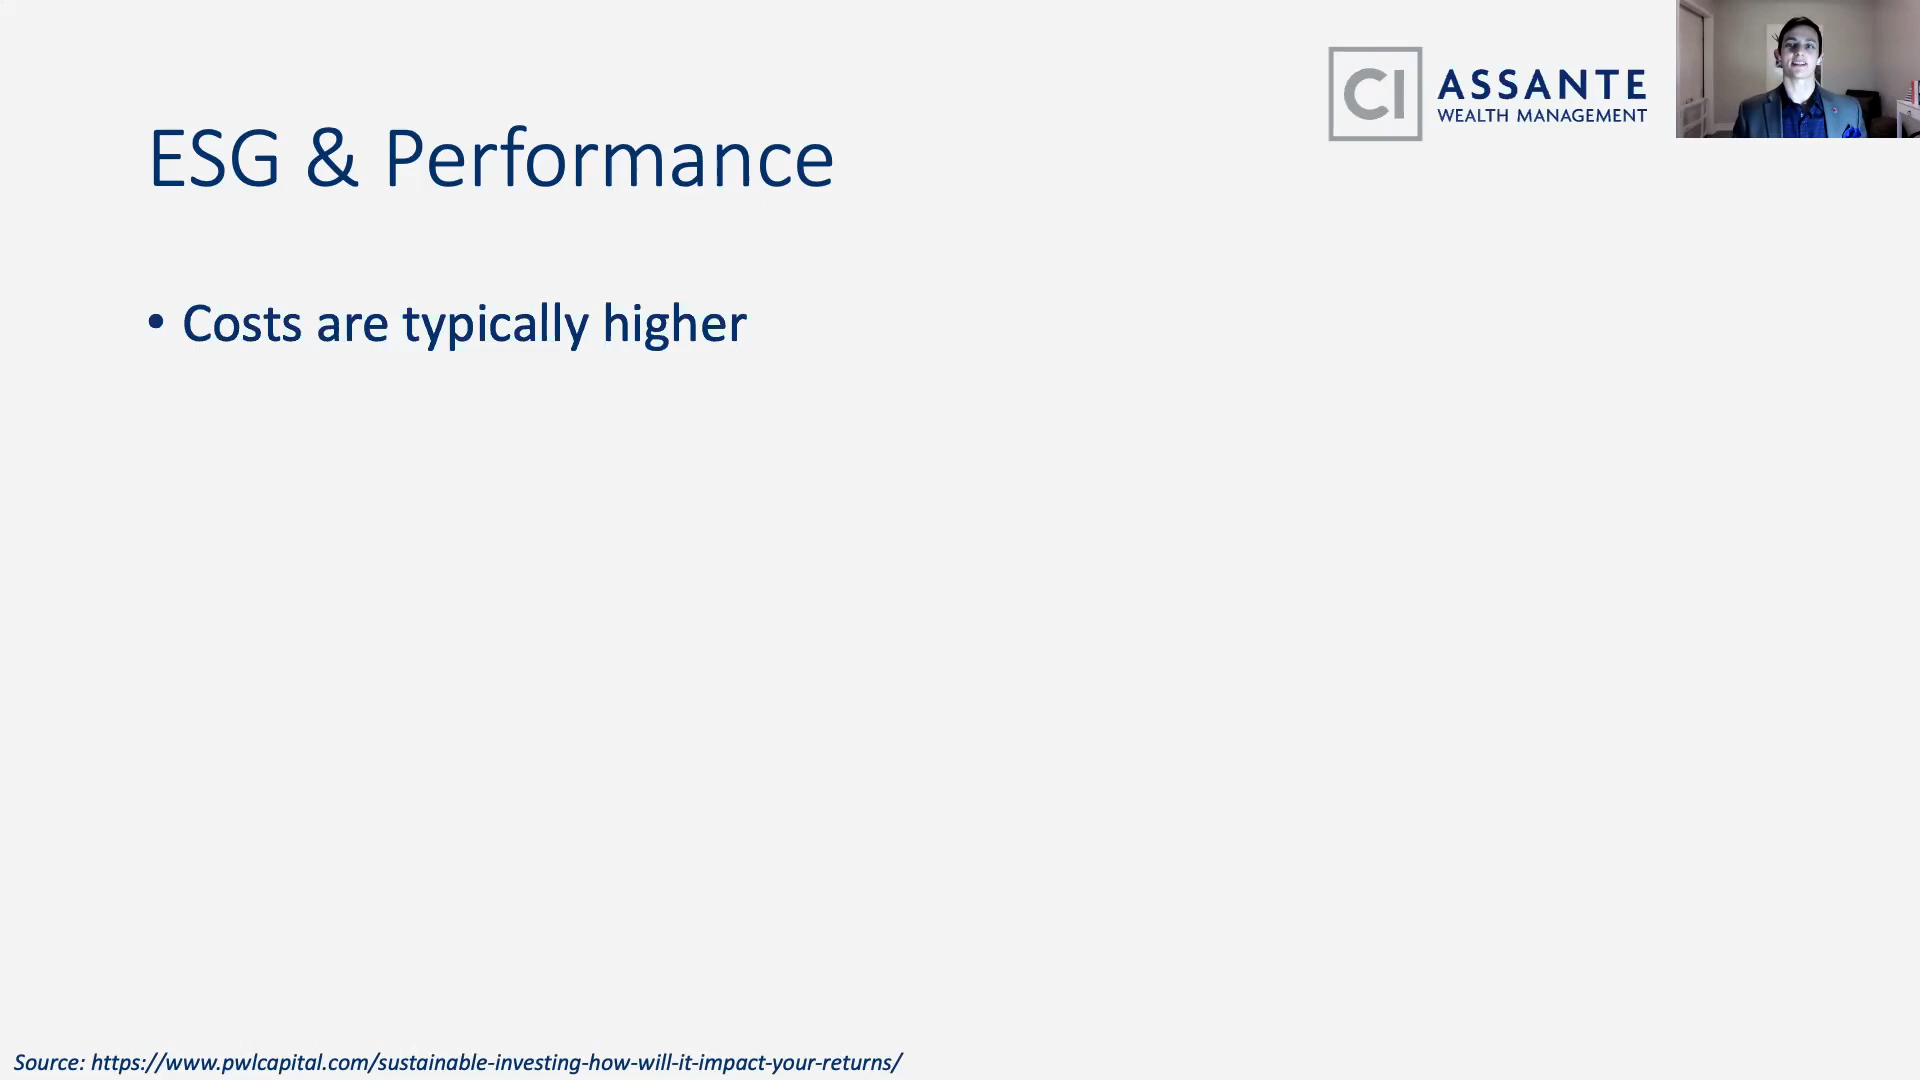 CI ASSANTE
WEALTH MANAGEMENT
ESG & Performance
• Costs are typically higher
Source: https://www.pwlcapital.com/sustainable-investing-how-will-it-impact-your-returns/